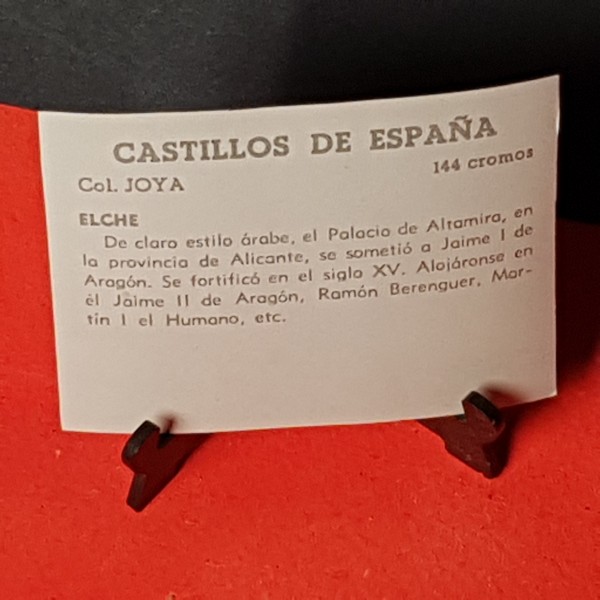 CASTILLOS DE ESPAÑA
Col. JOYA
144 cromos
ELCHE
De claro estilo árabe, el Palacio de Altamira, en
la provincia de Alicante, se sometió a Jaime I de
Aragón. Se fortificó en el siglo XV. Alojáronse en
él Jaime II de Aragón, Ramón Berenguer, Mar-
tín I el Humano, etc.